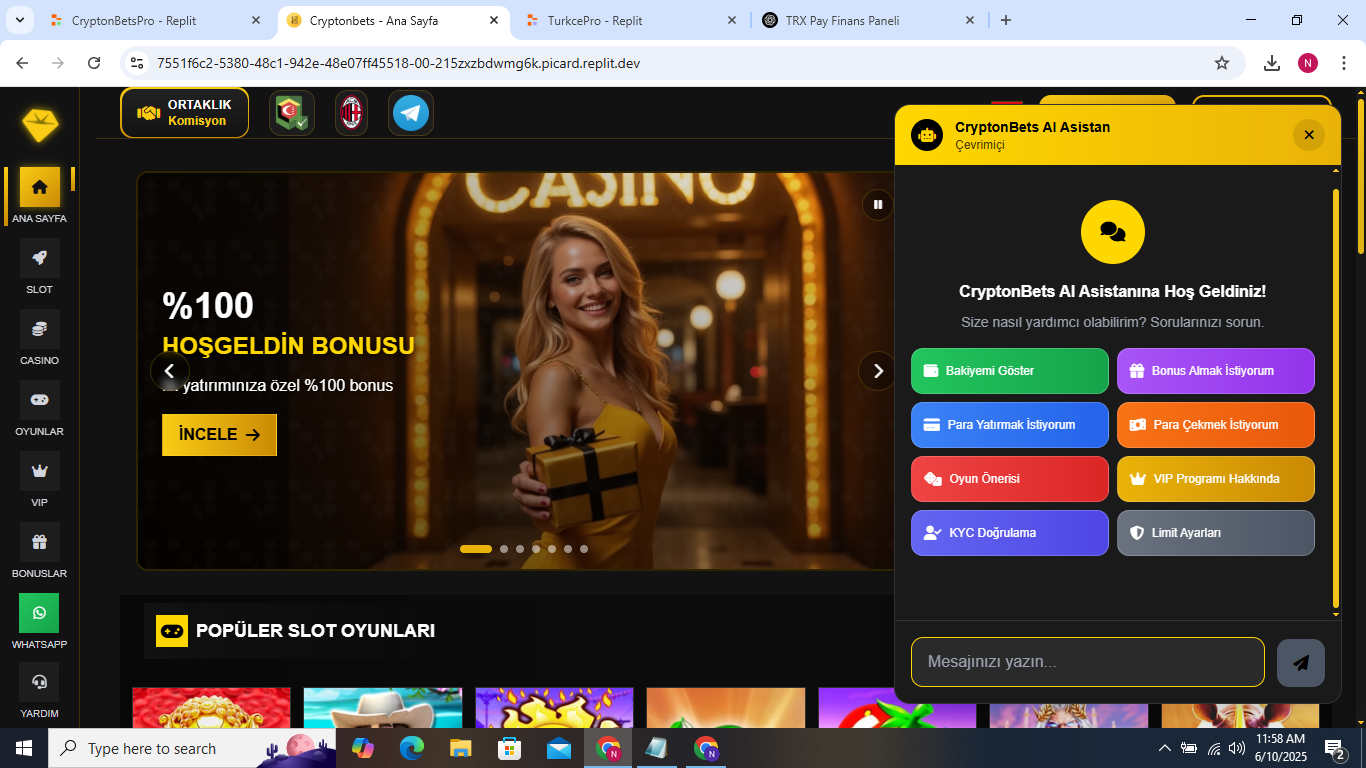 CryptonBetsPro - Replit
Cryptonbets - Ana Sayfa
TurkcePro - Replit
TRX Pay Finans Paneli
7551f6c2-5380-48c1-942e-48e07ff45518-00-215zxzbdwmg6k.picard.replit.dev
N
ORTAKLIK
Komisyon
ANA SAYFA
SLOT
CASINO
OYUNLAR
VIP
BONUSLAR
WHATSAPP
YARDIM
CASINO
%100
HOŞGELDİN BONUSU
yatırımınıza özel %100 bonus
İNCELE
POPÜLER SLOT OYUNLARI
CryptonBets AI Asistan
Çevrimiçi
CryptonBets AI Asistanına Hoş Geldiniz!
Size nasıl yardımcı olabilirim? Sorularınızı sorun.
Bakiyemi Göster
Bonus Almak İstiyorum
Para Yatırmak İstiyorum
Para Çekmek İstiyorum
Oyun Önerisi
VIP Programı Hakkında
KYC Doğrulama
Limit Ayarları
Mesajınızı yazın...
Type here to search
N
N
11:58 AM
6/10/2025
2